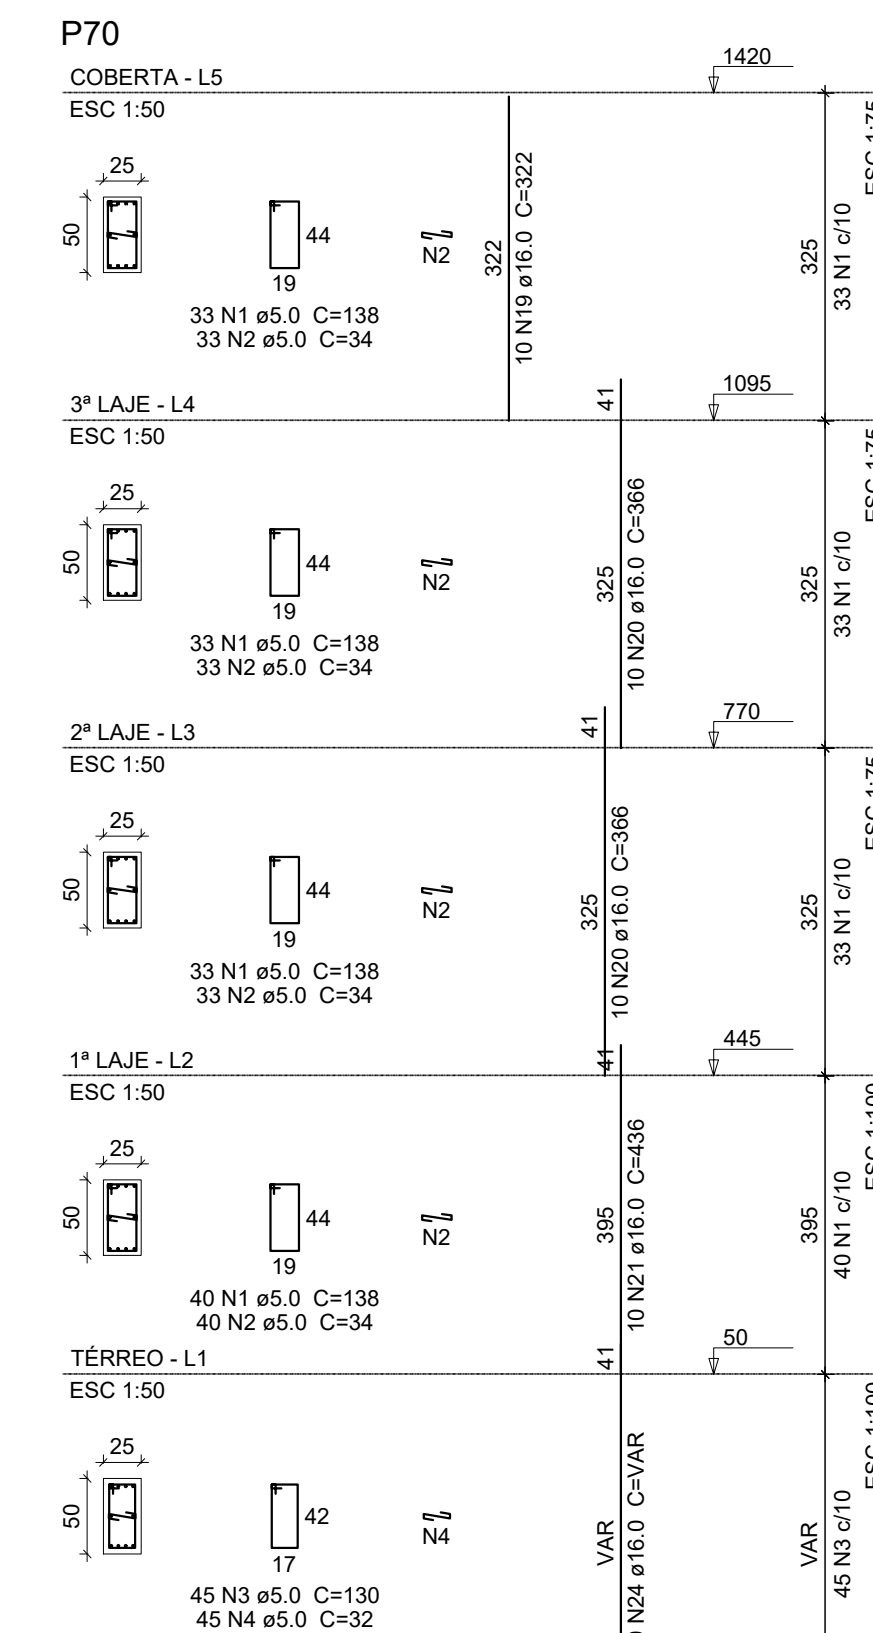 P70
COBERTA - L5
1420
ESC 1:50
25
50
44
19
N2
33 N1 ø5.0 C=138
33 N2 ø5.0 C=34
322
10 N19 ø16.0 C=322
325
33 N1 c/10
3ª LAJE - L4
1095
ESC 1:50
41
25
50
44
19
N2
33 N1 ø5.0 C=138
33 N2 ø5.0 C=34
325
10 N20 ø16.0 C=366
325
33 N1 c/10
2ª LAJE - L3
770
ESC 1:50
41
25
50
44
19
N2
33 N1 ø5.0 C=138
33 N2 ø5.0 C=34
325
10 N20 ø16.0 C=366
325
33 N1 c/10
1ª LAJE - L2
445
ESC 1:50
41
25
50
44
19
N2
40 N1 ø5.0 C=138
40 N2 ø5.0 C=34
395
10 N21 ø16.0 C=436
395
40 N1 c/10
TÉRREO - L1
50
ESC 1:50
41
25
50
42
17
N4
45 N3 ø5.0 C=130
45 N4 ø5.0 C=32
VAR
N24 ø16.0 C=VAR
VAR
45 N3 c/10